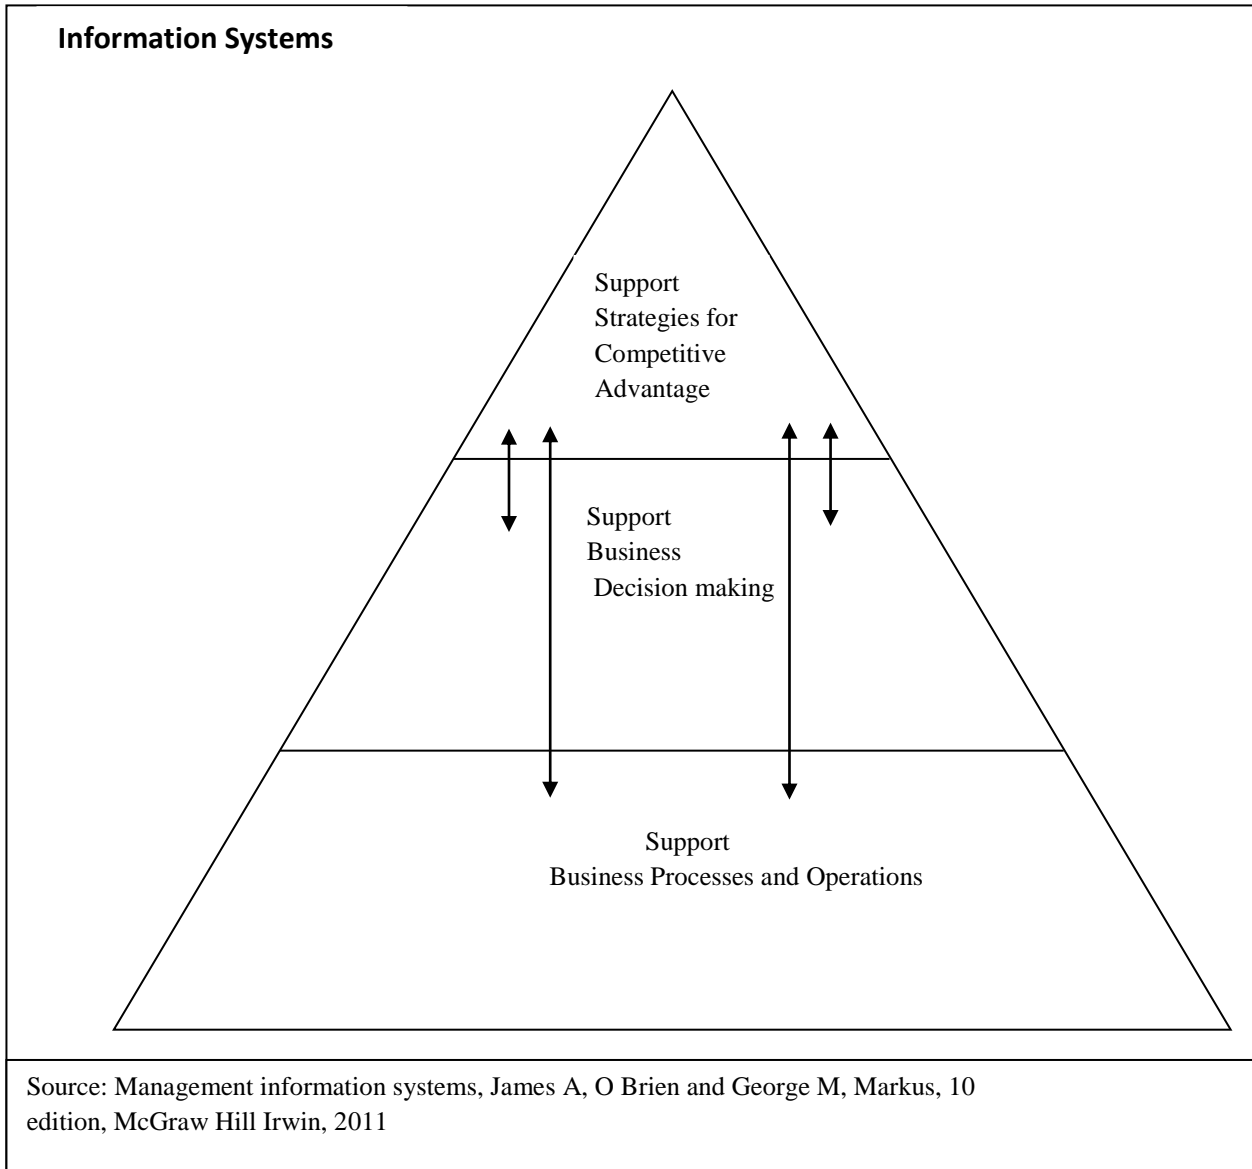 Information Systems
Support
Strategies for
Competitive
Advantage
Support
Business
Decision making
Support
Business Processes and Operations
Source: Management information systems, James A, O Brien and George M, Markus, 10
edition, McGraw Hill Irwin, 2011